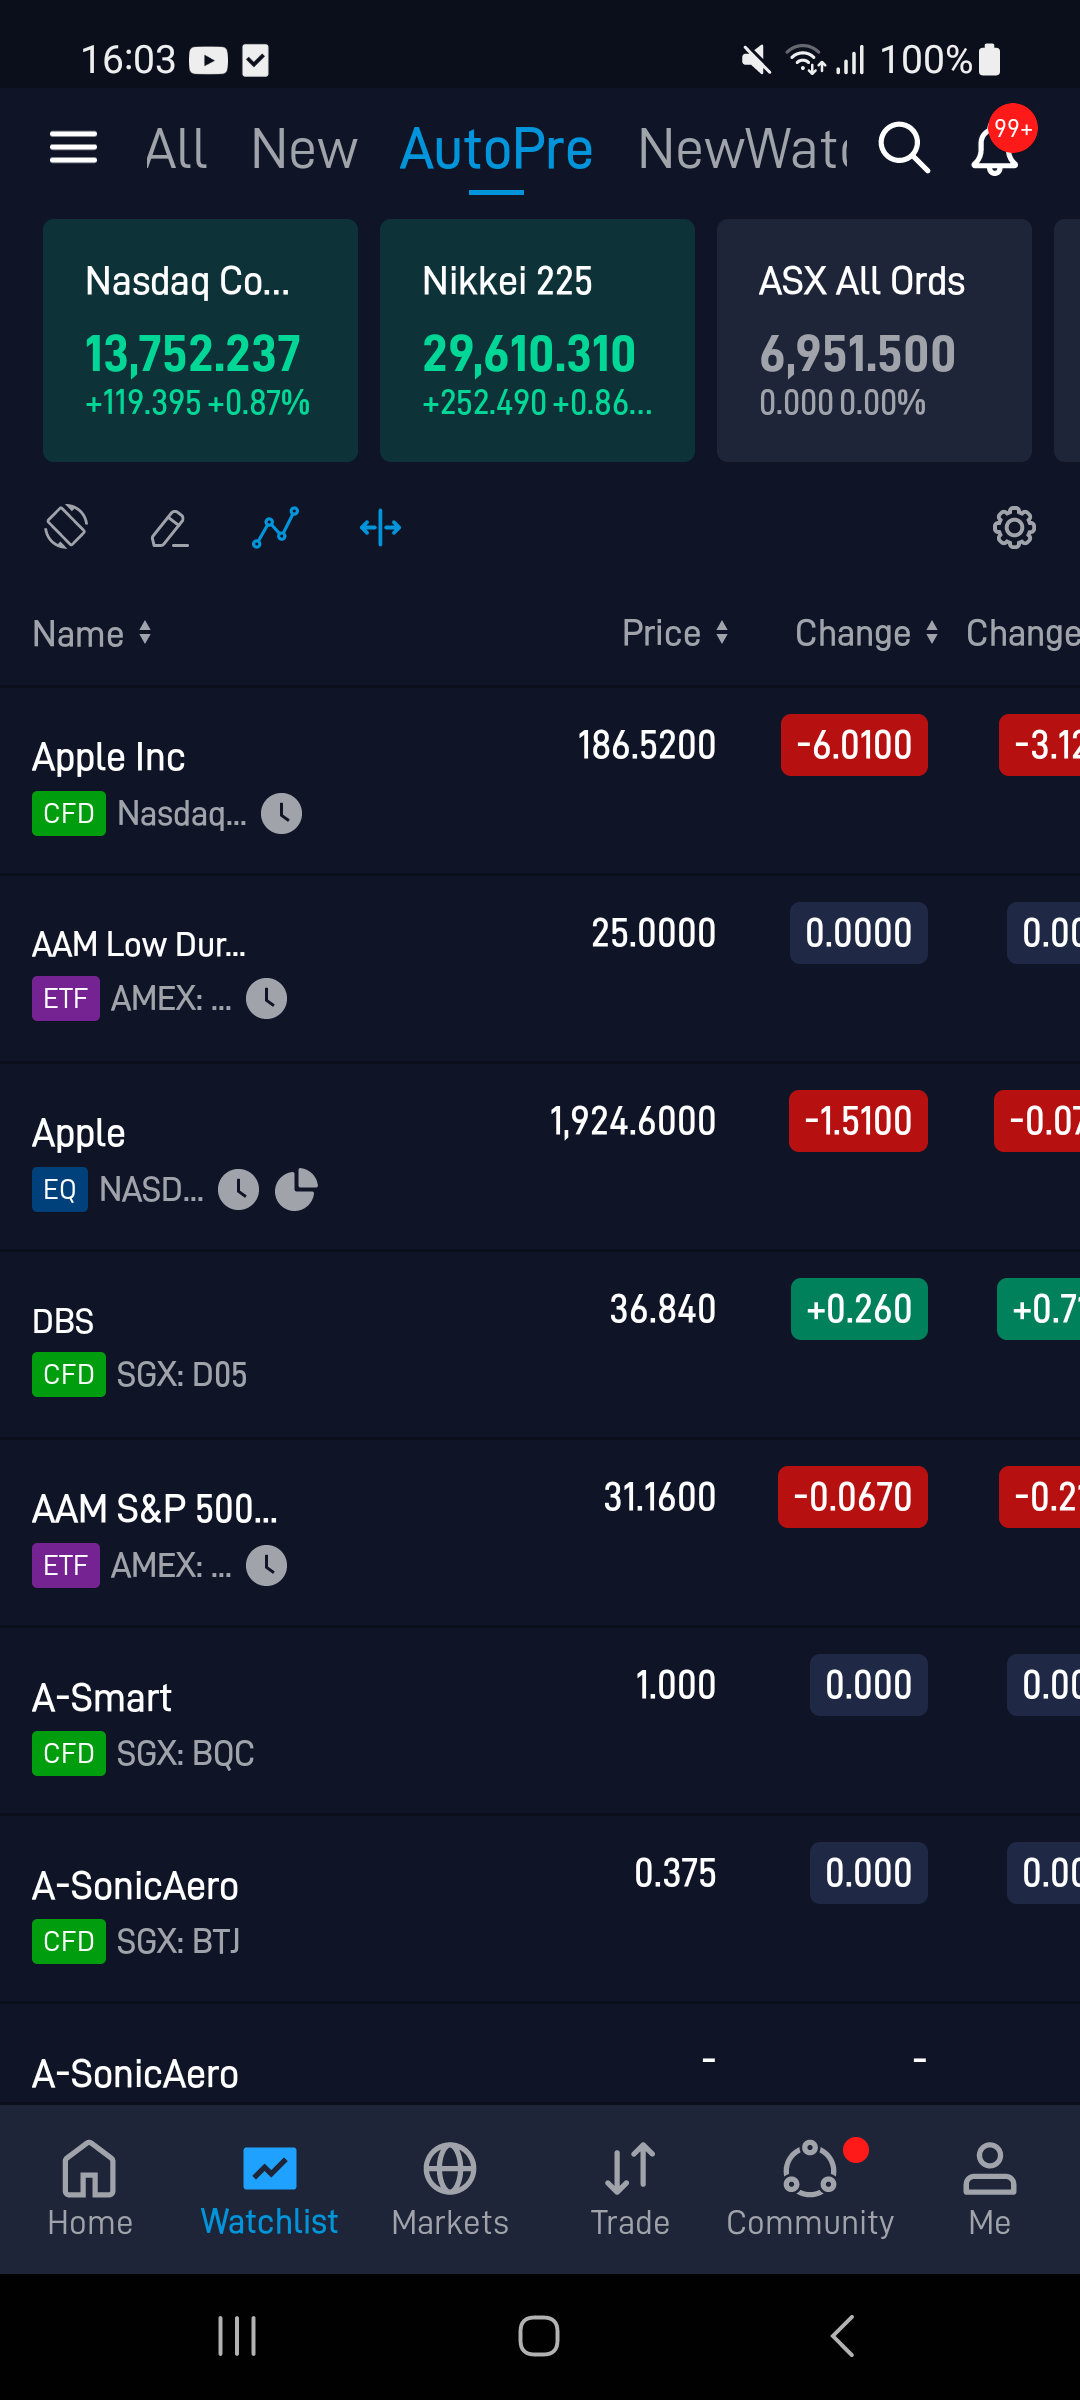 16:03
100%
All New AutoPre NewWatc
99+
Nasdaq Co...
13,752.237
+119.395 +0.87%
Nikkei 225
29,610.310
+252.490 +0.86...
ASX All Ords
6,951.500
0.000 0.00%
Name Price Change Change
Apple Inc 186.5200 -6.0100 -3.12
CFD Nasdaq...
AAM Low Dur... 25.0000 0.0000 0.00
ETF AMEX: ...
Apple 1,924.6000 -1.5100 -0.07
EQ NASD...
DBS 36.840 +0.260 +0.71
CFD SGX: D05
AAM S&P 500... 31.1600 -0.0670 -0.21
ETF AMEX: ...
A-Smart 1.000 0.000 0.00
CFD SGX: BQC
A-SonicAero 0.375 0.000 0.00
CFD SGX: BTJ
A-SonicAero - -
Home Watchlist Markets Trade Community Me